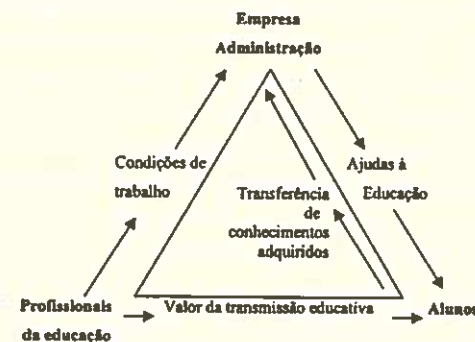 Empresa
Administração
Condições de
trabalho
Ajudas à
Educação
Transferência
de
conhecimentos
adquiridos
Profissionais
da educação
Valor da transmissão educativa
Alunos